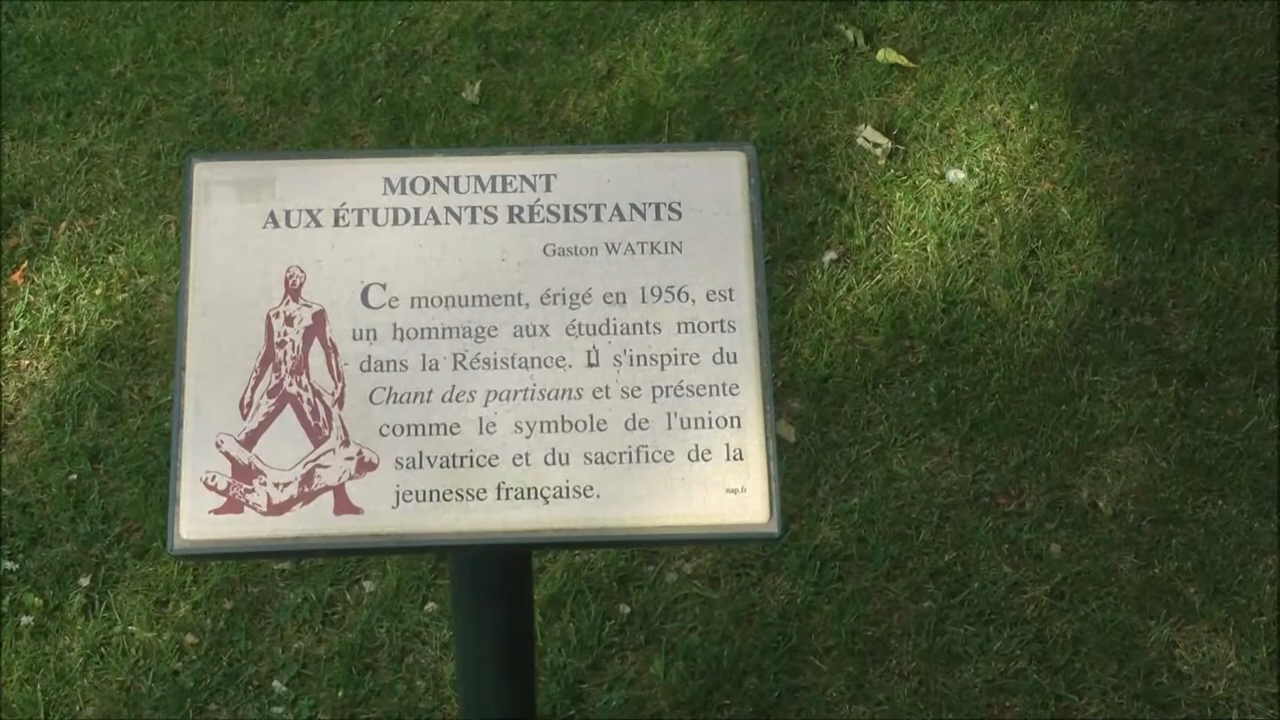 MONUMENT
AUX ÉTUDIANTS RÉSISTANTS
Gaston WATKIN
Ce monument, érigé en 1956, est
un hommage aux étudiants morts
dans la Résistance. Il s'inspire du
Chant des partisans et se présente
comme le symbole de l'union
salvatrice et du sacrifice de la
jeunesse française.
nap.fr